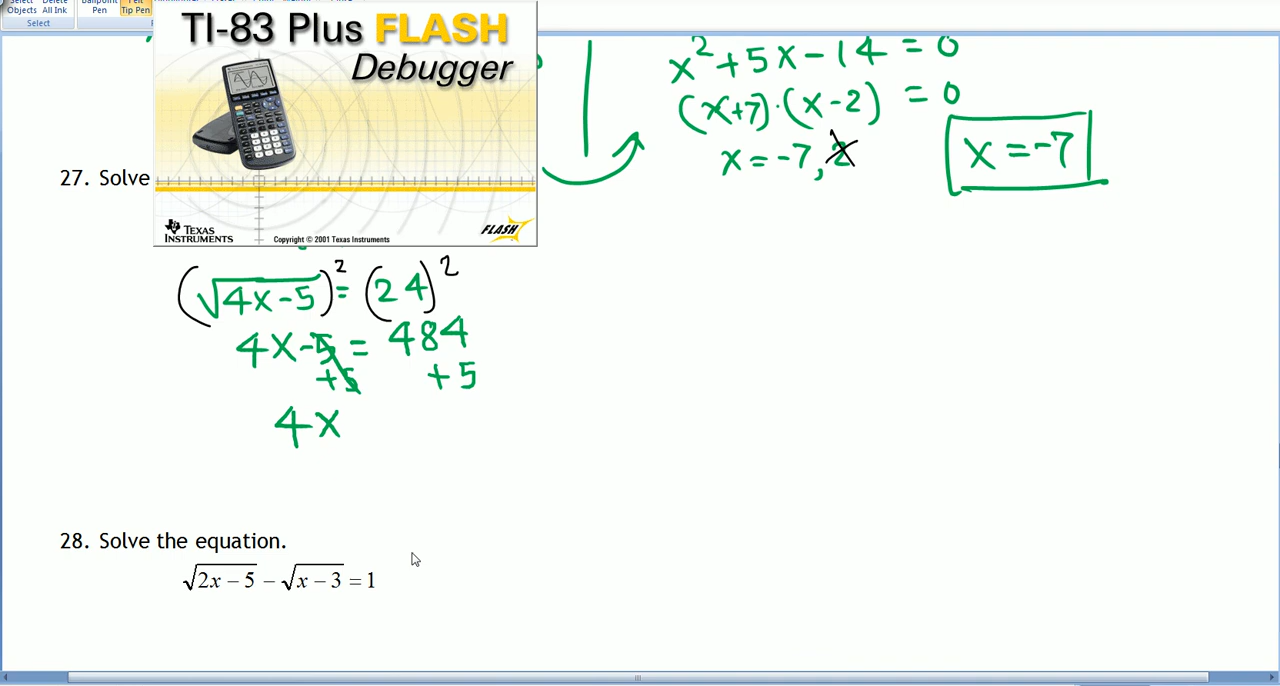 Select Objects
Delete All Ink
Ballpoint Pen
Felt Tip Pen
Select
TI-83 Plus FLASH
Debugger
TEXAS INSTRUMENTS
Copyright © 2001 Texas Instruments
FLASH
x² + 5x - 14 = 0
(x+7)·(x-2) = 0
x = -7, 2
x = -7
27. Solve
(√4x-5)² = (24)²
4x - 5 = 484
+5 +5
4x
28. Solve the equation.
√2x – 5 – √x – 3 = 1